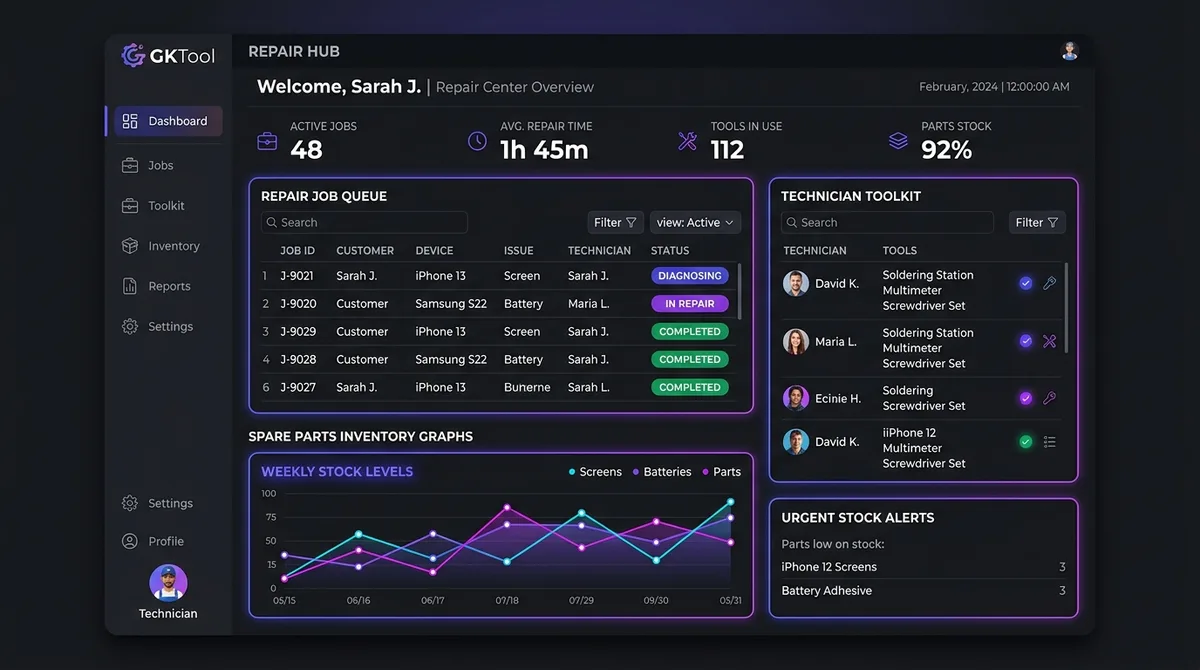 GKTool
REPAIR HUB
Welcome, Sarah J. | Repair Center Overview
February, 2024 | 12:00:00 AM
Dashboard
Jobs
Toolkit
Inventory
Reports
Settings
Settings
Profile
Technician
ACTIVE JOBS
48
AVG. REPAIR TIME
1h 45m
TOOLS IN USE
112
PARTS STOCK
92%
REPAIR JOB QUEUE
Search
Filter
view: Active
JOB ID CUSTOMER DEVICE ISSUE TECHNICIAN STATUS
1 J-9021 Sarah J. iPhone 13 Screen Sarah J. DIAGNOSING
2 J-9020 Customer Samsung S22 Battery Maria L. IN REPAIR
3 J-9029 Customer iPhone 13 Screen Sarah J. COMPLETED
4 J-9028 Customer Samsung S22 Battery Sarah J. COMPLETED
6 J-9027 Sarah J. iPhone 13 Bunerne Sarah L. COMPLETED
SPARE PARTS INVENTORY GRAPHS
WEEKLY STOCK LEVELS
Screens Batteries Parts
100
75
50
15
0
05/15 06/16 06/17 07/18 07/29 09/30 05/31
TECHNICIAN TOOLKIT
Search
Filter
TECHNICIAN TOOLS
David K.
Soldering Station
Multimeter
Screwdriver Set
Maria L.
Soldering Station
Multimeter
Screwdriver Set
Ecinie H.
Soldering
Screwdriver Set
David K.
iiPhone 12
Multimeter
Screwdriver Set
URGENT STOCK ALERTS
Parts low on stock:
iPhone 12 Screens 3
Battery Adhesive 3